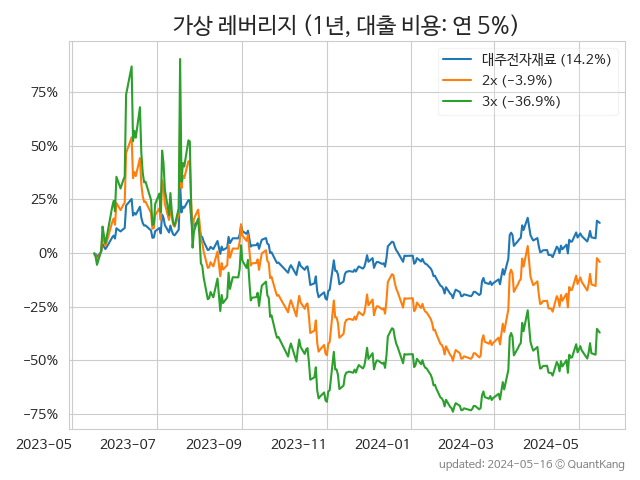 가상 레버리지 (1년, 대출 비용: 연 5%)
대주전자재료 (14.2%)
2x (−3.9%)
3x (−36.9%)
75%
50%
25%
0%
−25%
−50%
−75%
2023-05 2023-07 2023-09 2023-11 2024-01 2024-03 2024-05
updated: 2024-05-16 © QuantKang